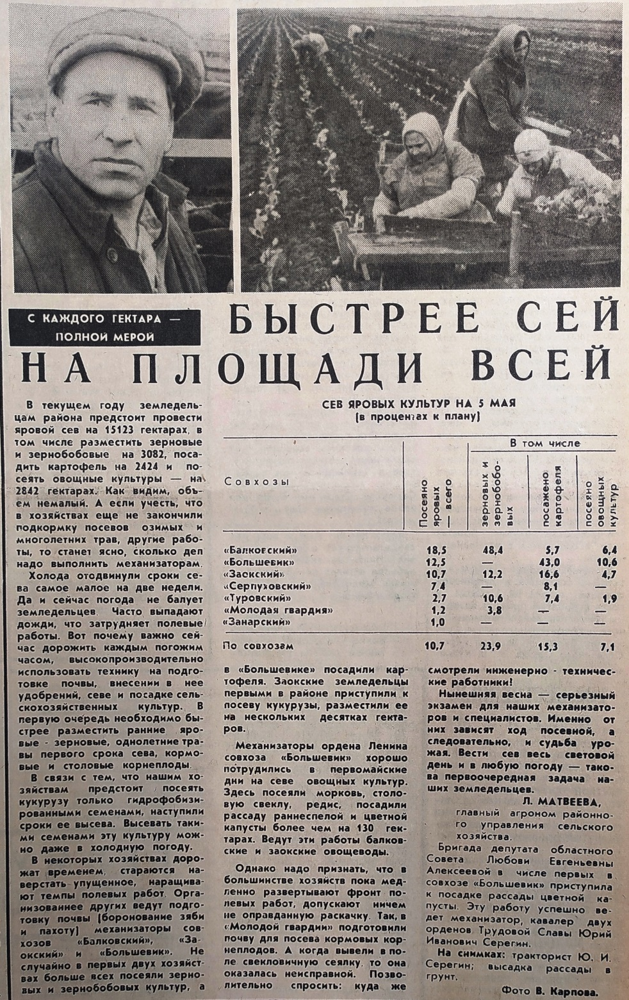 С КАЖДОГО ГЕКТАРА —
ПОЛНОЙ МЕРОЙ
БЫСТРЕЕ СЕЙ
НА ПЛОЩАДИ ВСЕЙ
В текущем году земледель-
цам района предстоит провести
яровой сев на 15123 гектарах, в
том числе разместить зерновые
и зернобобовые на 3082, поса-
дить картофель на 2424 и по-
сеять овощные культуры — на
2842 гектарах. Как видим, объ-
ем немалый. А если учесть, что
в хозяйствах еще не закончили
подкормку посевов озимых и
многолетних трав, другие рабо-
ты, то станет ясно, сколько дел
надо выполнить механизаторам.
Холода отодвинули сроки се-
ва самое малое на две недели.
Да и сейчас погода не балует
земледельцев. Часто выпадают
дожди, что затрудняет полевые
работы. Вот почему важно сей-
час дорожить каждым погожим
часом, высокопроизводительно
использовать технику на подго-
товке почвы, внесении в нее
удобрений, севе и посадке сель-
скохозяйственных культур. В
первую очередь необходимо бы-
стрее разместить ранние яро-
вые - зерновые, однолетние тра-
вы первого срока сева, кормо-
вые и столовые корнеплоды.
В связи с тем, что нашим хо-
зяйствам предстоит посеять
кукурузу только гидрофобизи-
рованными семенами, наступили
сроки ее высева. Высевать таки-
ми семенами эту культуру мож-
но даже в холодную погоду.
В некоторых хозяйствах доро-
жат временем, стараются на-
верстать упущенное, наращива-
ют темпы полевых работ. Орга-
низованнее других ведут подго-
товку почвы (боронование зяби
и пахоту) механизаторы сов-
хозов «Балковский», «За-
окский» и «Большевик». Не
случайно в первых двух хозяйст-
вах больше всех посеяли зерно-
вых и зернобобовых культур, а
СЕВ ЯРОВЫХ КУЛЬТУР НА 5 МАЯ
(в процентах к плану)
Совхозы
Посеяно
яровых
— всего
В том числе
зерновых и
зернобобо-
вых
посажено
картофеля
посеяно
овощных
культур
«Балковский» 18,5 48,4 5,7 6,4
«Большевик» 12,5 — 43,0 10,6
«Заокский» 10,7 12,2 16,6 4,7
«Серпуховский» 7,4 — 8,1 —
«Туровский» 2,7 10,6 7,4 1,9
«Молодая гвардия» 1,2 3,8 — —
«Занарский» 1,0 — — —
По совхозам 10,7 23,9 15,3 7,1
в «Большевике» посадили кар-
тофеля. Заокские земледельцы
первыми в районе приступили к
посеву кукурузы, разместили ее
на нескольких десятках гекта-
ров.
Механизаторы ордена Ленина
совхоза «Большевик» хорошо
потрудились в первомайские
дни на севе овощных культур.
Здесь посеяли морковь, столо-
вую свеклу, редис, посадили
рассаду раннеспелой и цветной
капусты более чем на 130 гек-
тарах. Ведут эти работы балков-
ские и заокские овощеводы.
Однако надо признать, что в
большинстве хозяйств пока мед-
ленно развертывают фронт по-
левых работ, допускают ничем
не оправданную раскачку. Так, в
«Молодой гвардии» подготовили
почву для посева кормовых кор-
неплодов. А когда вывели в по-
ле свекловичную сеялку, то она
оказалась неисправной. Позво-
лительно спросить: куда же
смотрели инженерно - техничес-
кие работники!
Нынешняя весна — серьезный
экзамен для наших механизато-
ров и специалистов. Именно от
них зависят ход посевной, а
следовательно, и судьба уро-
жая. Вести сев весь световой
день и в любую погоду — тако-
ва первоочередная задача на-
ших земледельцев.
Л. МАТВЕЕВА,
главный агроном районно-
го управления сельского
хозяйства.
Бригада депутата областного
Совета Любови Евгеньевны
Алексеевой в числе первых в
совхозе «Большевик» приступила
к посадке рассады цветной ка-
пусты. Эту работу успешно ве-
дет механизатор, кавалер двух
орденов Трудовой Славы Юрий
Иванович Серегин.
На снимках: тракторист Ю. И.
Серегин; высадка рассады в
грунт.
Фото В. Карпова.